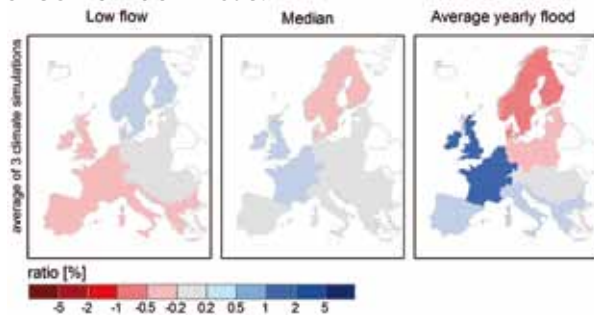 Low flow
Median
Average yearly flood
average of 3 climate simulations
ratio [%]
-5 -2 -1 -0.5 -0.2 0.2 0.5 1 2 5